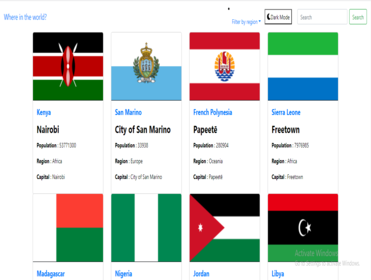 Where in the world?
Filter by region
Dark Mode
Search
Search
Kenya
San Marino
French Polynesia
Sierra Leone
Nairobi
City of San Marino
Papeetē
Freetown
Population : 53771300
Population : 33938
Population : 280904
Population : 7976985
Region : Africa
Region : Europe
Region : Oceania
Region : Africa
Capital : Nairobi
Capital : City of San Marino
Capital : Papeetē
Capital : Freetown
Activate Windows
Go to Settings to activate Windows.
Madagascar
Nigeria
Jordan
Libya